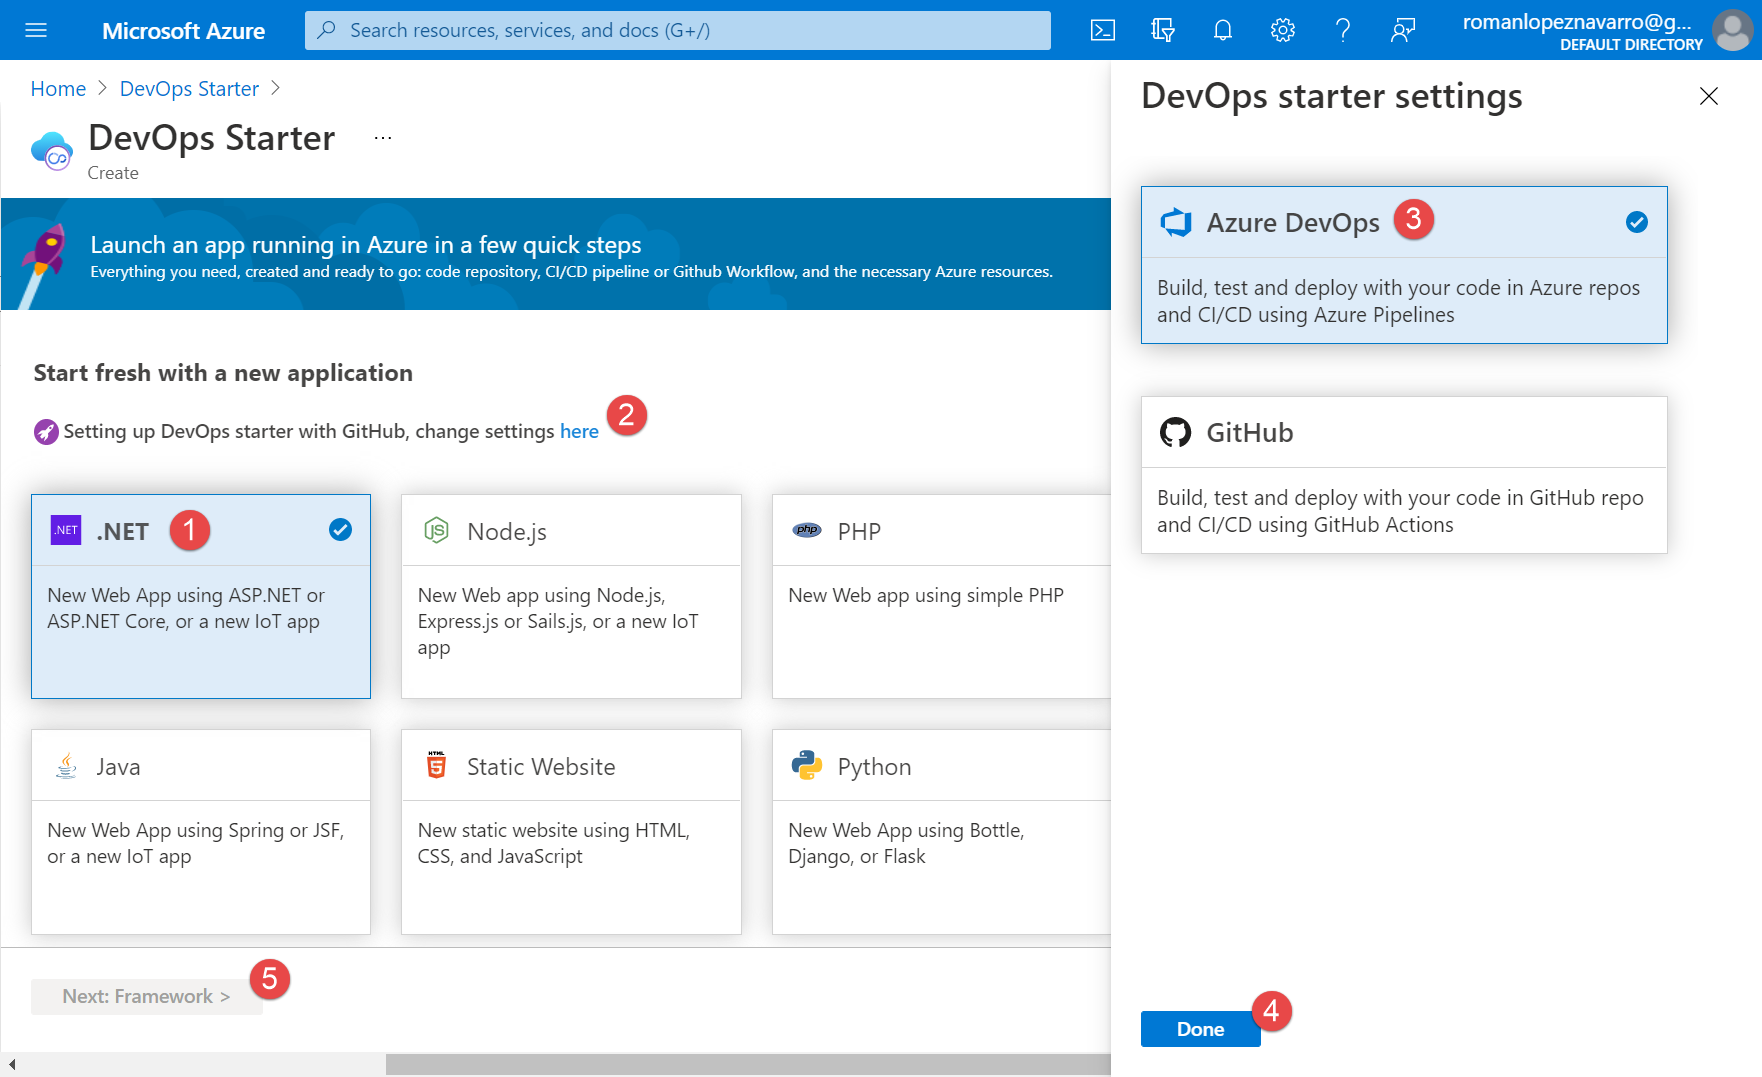 Microsoft Azure
Search resources, services, and docs (G+/)
romanlopeznavarro@g...
DEFAULT DIRECTORY
Home > DevOps Starter >
DevOps Starter ...
Create
Launch an app running in Azure in a few quick steps
Everything you need, created and ready to go: code repository, CI/CD pipeline or Github Workflow, and the necessary Azure resources.
Start fresh with a new application
Setting up DevOps starter with GitHub, change settings here
2
.NET
.NET
1
New Web App using ASP.NET or
ASP.NET Core, or a new IoT app
JS
Node.js
New Web app using Node.js,
Express.js or Sails.js, or a new IoT
app
php
PHP
New Web app using simple PHP
Java
New Web App using Spring or JSF,
or a new IoT app
HTML
5
Static Website
New static website using HTML,
CSS, and JavaScript
Python
New Web App using Bottle,
Django, or Flask
Next: Framework >
5
DevOps starter settings
Azure DevOps
3
Build, test and deploy with your code in Azure repos
and CI/CD using Azure Pipelines
GitHub
Build, test and deploy with your code in GitHub repo
and CI/CD using GitHub Actions
Done
4